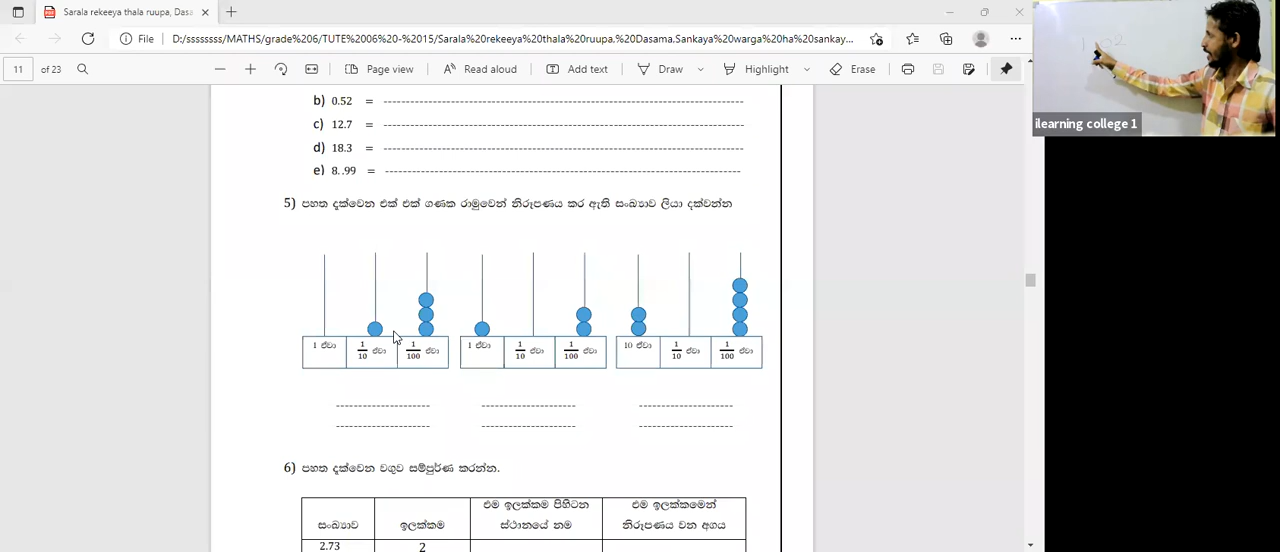 Sarala rekeeya thala ruupa, Dasa
File D:/ssssssss/MATHS/grade%206/TUTE%2006%20-%2015/Sarala%20rekeeya%20thala%20ruupa.%20Dasama.Sankaya%20warga%20ha%20sankay...
11 of 23 Page view Read aloud Add text Draw Highlight Erase
b) 0.52 = 
c) 12.7 = 
d) 18.3 = 
e) 8. .99 = 
5) පහත දැක්වෙන එක් එක් ගණක රාමුවෙන් නිරූපණය කර ඇති සංඛ්‍යාව ලියා දක්වන්න
1 ඒවා 1/10 ඒවා 1/100 ඒවා 1 ඒවා 1/10 ඒවා 1/100 ඒවා 10 ඒවා 1/10 ඒවා 1/100 ඒවා
6) පහත දැක්වෙන වගුව සම්පුර්ණ කරන්න.
සංඛ්‍යාව ඉලක්කම එම ඉලක්කම පිහිටන ස්ථානයේ නම එම ඉලක්කමෙන් නිරූපණය වන අගය
2.73 2
ilearning college 1